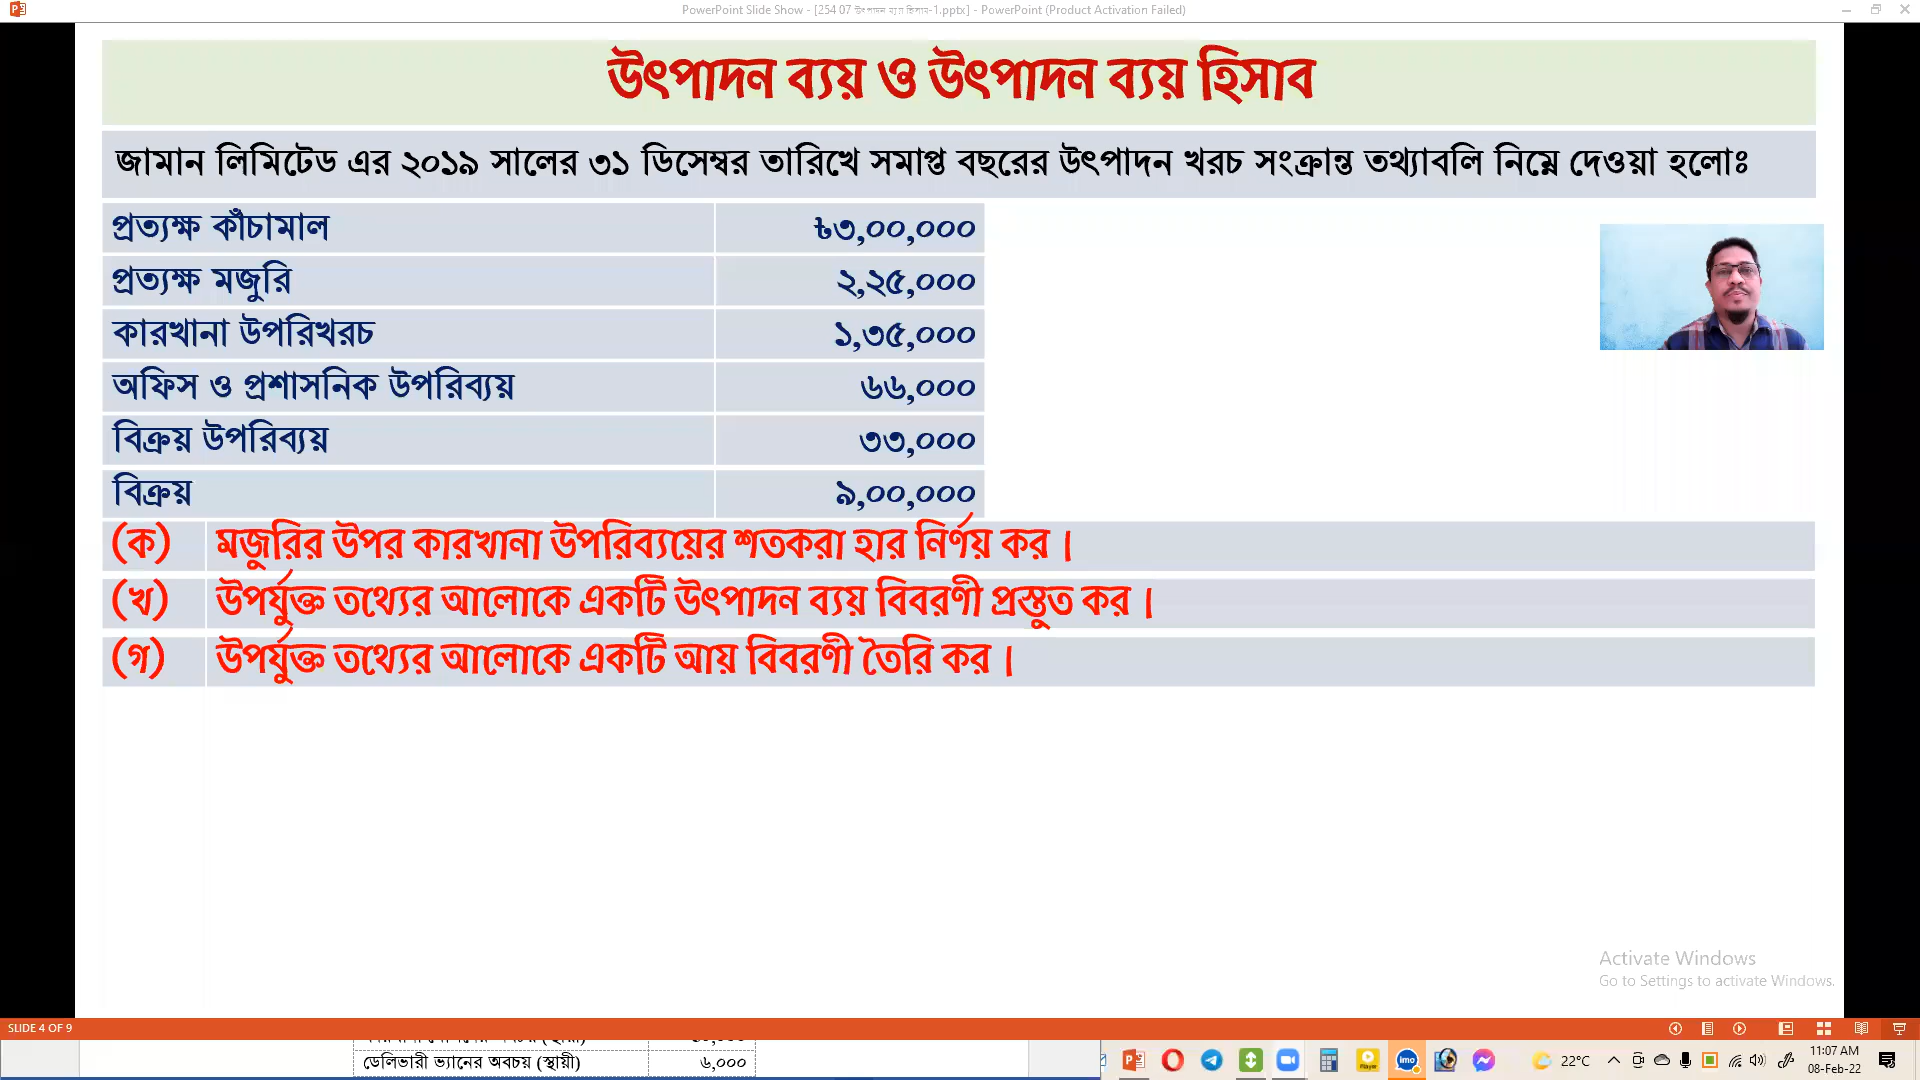 PowerPoint Slide Show - [254 07 উৎপাদন ব্যয় হিসাব-1.pptx] - PowerPoint (Product Activation Failed)
উৎপাদন ব্যয় ও উৎপাদন ব্যয় হিসাব
জামান লিমিটেড এর ২০১৯ সালের ৩১ ডিসেম্বর তারিখে সমাপ্ত বছরের উৎপাদন খরচ সংক্রান্ত তথ্যাবলি নিম্নে দেওয়া হলোঃ
প্রত্যক্ষ কাঁচামাল ৳৩,০০,০০০
প্রত্যক্ষ মজুরি ২,২৫,০০০
কারখানা উপরিখরচ ১,৩৫,০০০
অফিস ও প্রশাসনিক উপরিব্যয় ৬৬,০০০
বিক্রয় উপরিব্যয় ৩৩,০০০
বিক্রয় ৯,০০,০০০
(ক) মজুরির উপর কারখানা উপরিব্যয়ের শতকরা হার নির্ণয় কর।
(খ) উপর্যুক্ত তথ্যের আলোকে একটি উৎপাদন ব্যয় বিবরণী প্রস্তুত কর।
(গ) উপর্যুক্ত তথ্যের আলোকে একটি আয় বিবরণী তৈরি কর।
Activate Windows
Go to Settings to activate Windows.
SLIDE 4 OF 9
ডেলিভারী ভ্যানের অবচয় (স্থায়ী) ৬,০০০
imo
22°C
11:07 AM
08-Feb-22